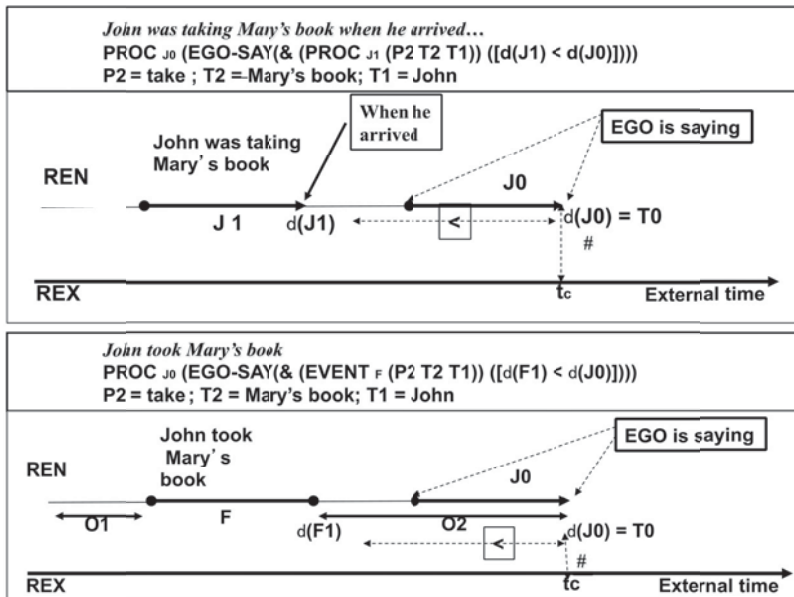 John was taking Mary's book when he arrived…
PROC J0 (EGO-SAY(& (PROC J1 (P2 T2 T1)) ([d(J1) < d(J0)])))
P2 = take ; T2 = Mary's book; T1 = John
When he
arrived
John was taking
Mary's book
EGO is saying
REN
J0
J 1
d(J1)
<
d(J0) = T0
#
REX
tc
External time
John took Mary's book
PROC J0 (EGO-SAY(& (EVENT F (P2 T2 T1)) ([d(F1) < d(J0)])))
P2 = take ; T2 = Mary's book; T1 = John
John took
Mary's
book
EGO is saying
REN
J0
O1
F
d(F1)
O2
<
d(J0) = T0
#
REX
tc
External time